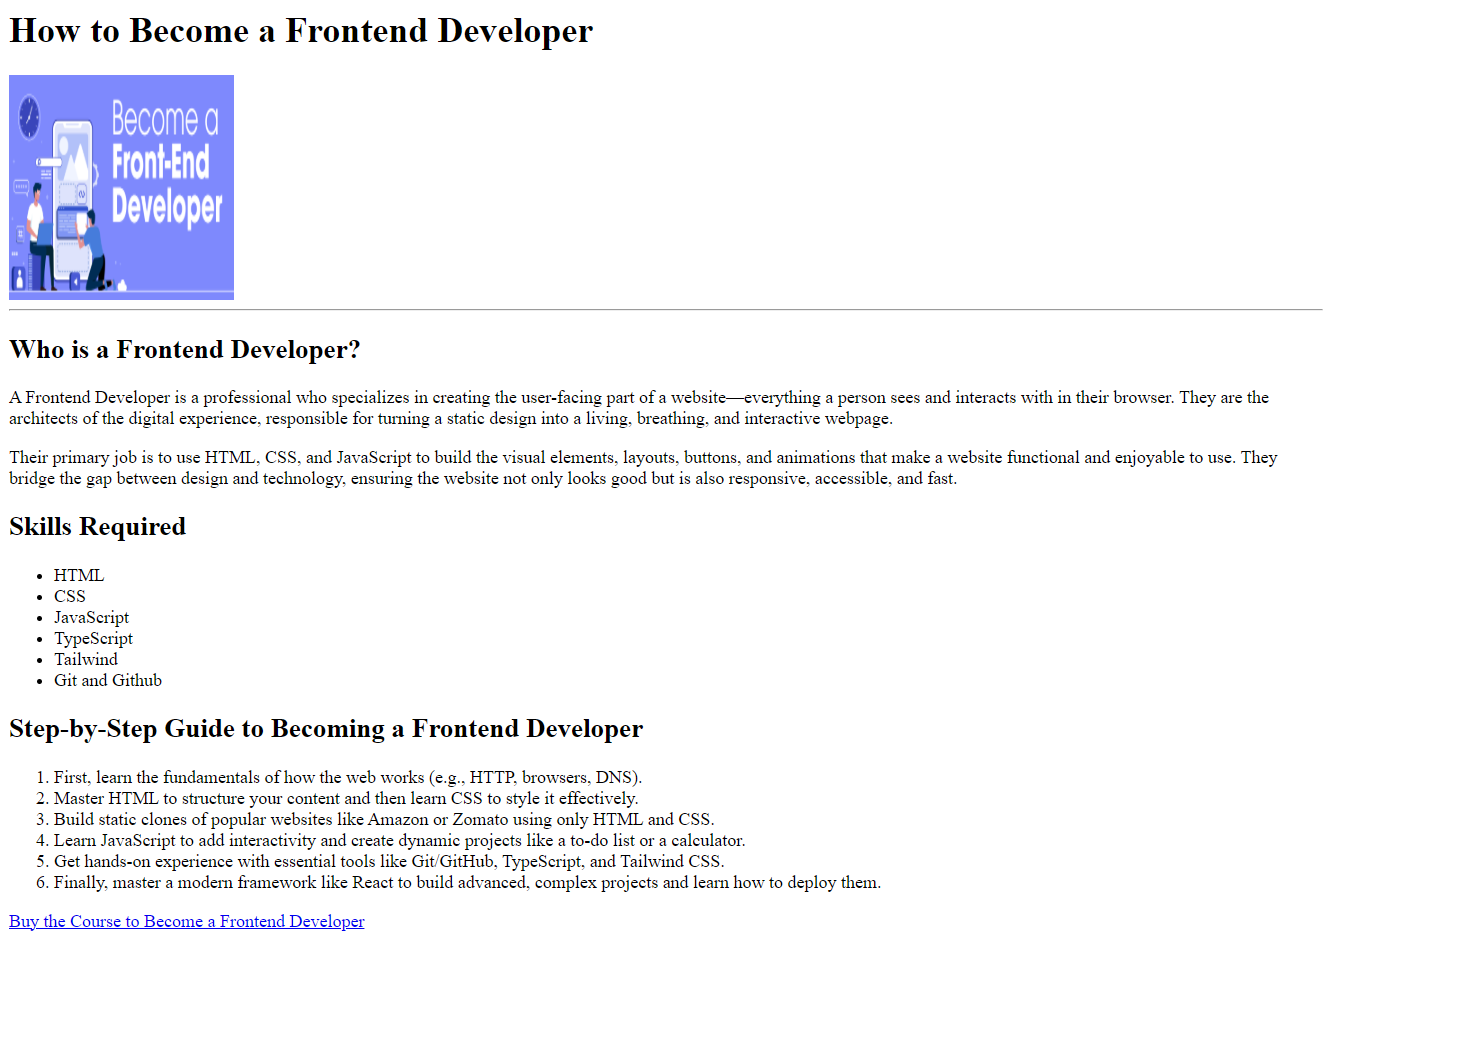 How to Become a Frontend Developer
Become a
Front-End
Developer
Who is a Frontend Developer?
A Frontend Developer is a professional who specializes in creating the user-facing part of a website—everything a person sees and interacts with in their browser. They are the
architects of the digital experience, responsible for turning a static design into a living, breathing, and interactive webpage.
Their primary job is to use HTML, CSS, and JavaScript to build the visual elements, layouts, buttons, and animations that make a website functional and enjoyable to use. They
bridge the gap between design and technology, ensuring the website not only looks good but is also responsive, accessible, and fast.
Skills Required
• HTML
• CSS
• JavaScript
• TypeScript
• Tailwind
• Git and Github
Step-by-Step Guide to Becoming a Frontend Developer
1. First, learn the fundamentals of how the web works (e.g., HTTP, browsers, DNS).
2. Master HTML to structure your content and then learn CSS to style it effectively.
3. Build static clones of popular websites like Amazon or Zomato using only HTML and CSS.
4. Learn JavaScript to add interactivity and create dynamic projects like a to-do list or a calculator.
5. Get hands-on experience with essential tools like Git/GitHub, TypeScript, and Tailwind CSS.
6. Finally, master a modern framework like React to build advanced, complex projects and learn how to deploy them.
Buy the Course to Become a Frontend Developer